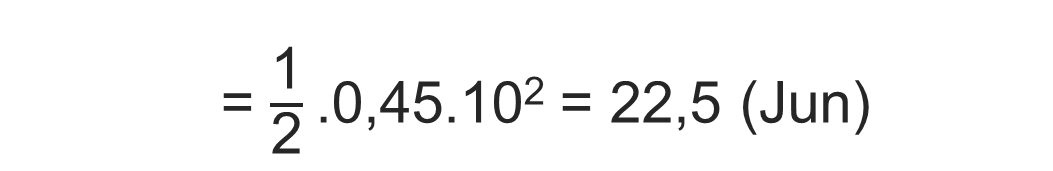 = 1/2 .0,45.10² = 22,5 (Jun)